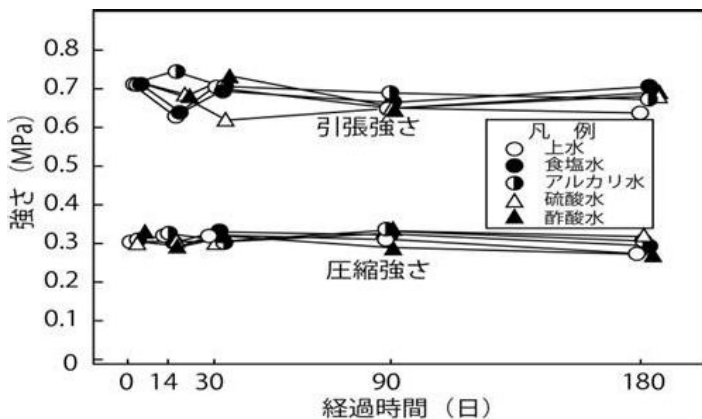 強さ（MPa）
0.8
0.7
0.6
0.5
0.4
0.3
0.2
0.1
0
引張強さ
凡 例
上水
食塩水
アルカリ水
硫酸水
酢酸水
圧縮強さ
0 14 30 90 180
経過時間（日）